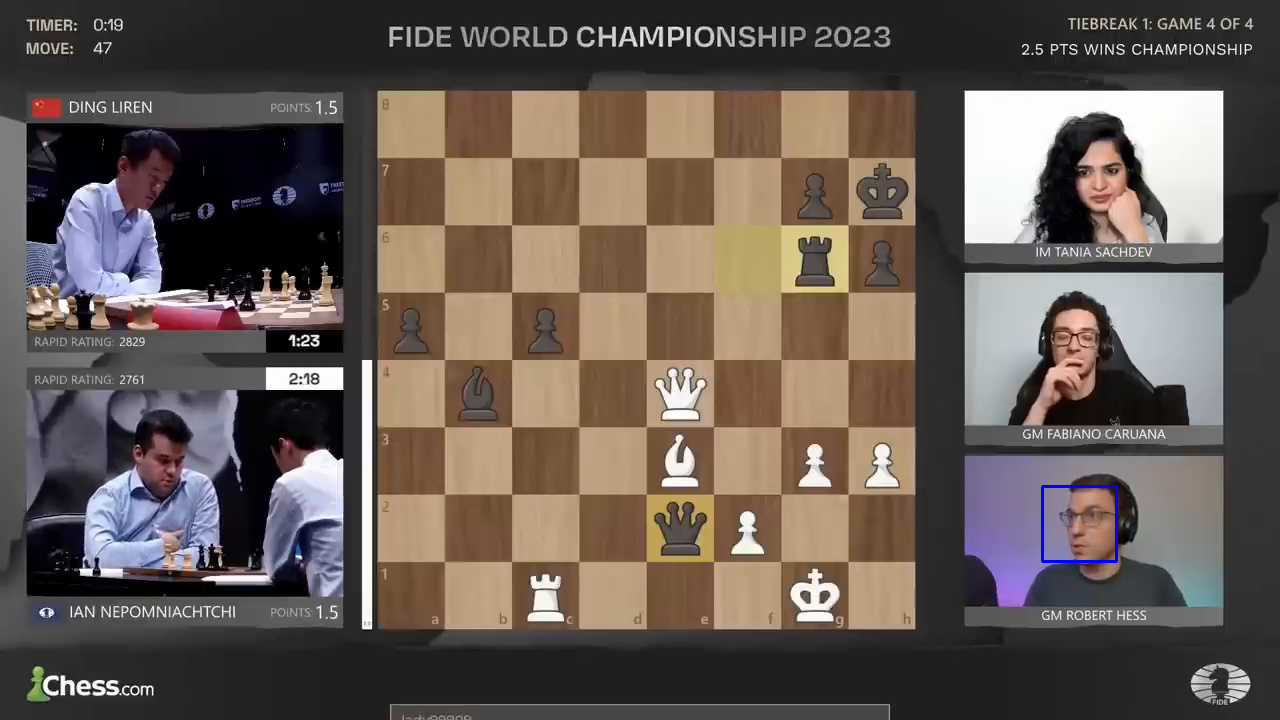 TIMER: 0:19
MOVE: 47
FIDE WORLD CHAMPIONSHIP 2023
TIEBREAK 1: GAME 4 OF 4
2.5 PTS WINS CHAMPIONSHIP
DING LIREN POINTS: 1.5
RAPID RATING: 2829 1:23
RAPID RATING: 2761 2:18
IAN NEPOMNIACHTCHI POINTS: 1.5
8
7
6
5
4
3
2
1
a b c d e f g h
IM TANIA SACHDEV
GM FABIANO CARUANA
GM ROBERT HESS
Chess.com
FIDE